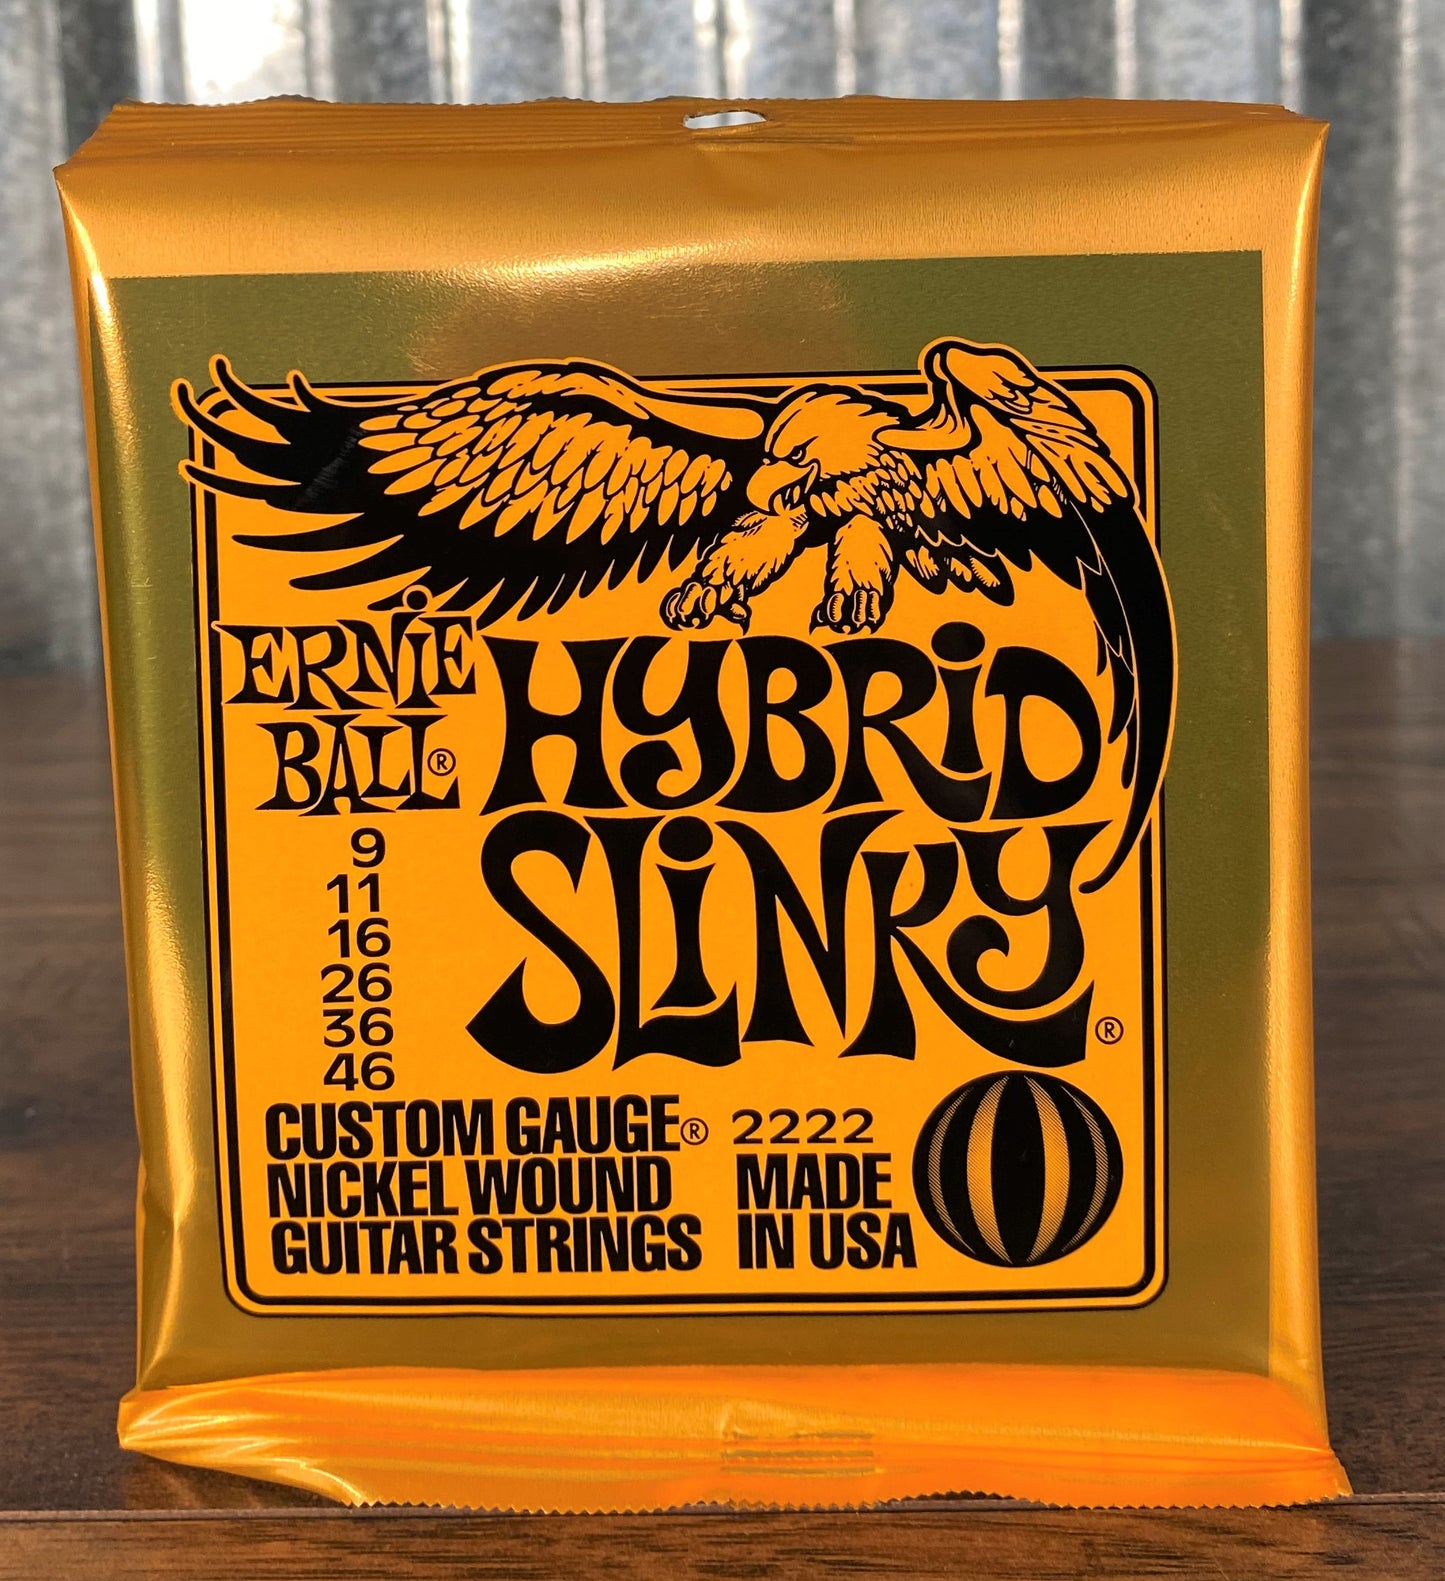 ERNiE
BALL®
HYBRiD
SLiNKY®
9
11
16
26
36
46
CUSTOM GAUGE®
NICKEL WOUND
GUITAR STRINGS
2222
MADE
IN USA